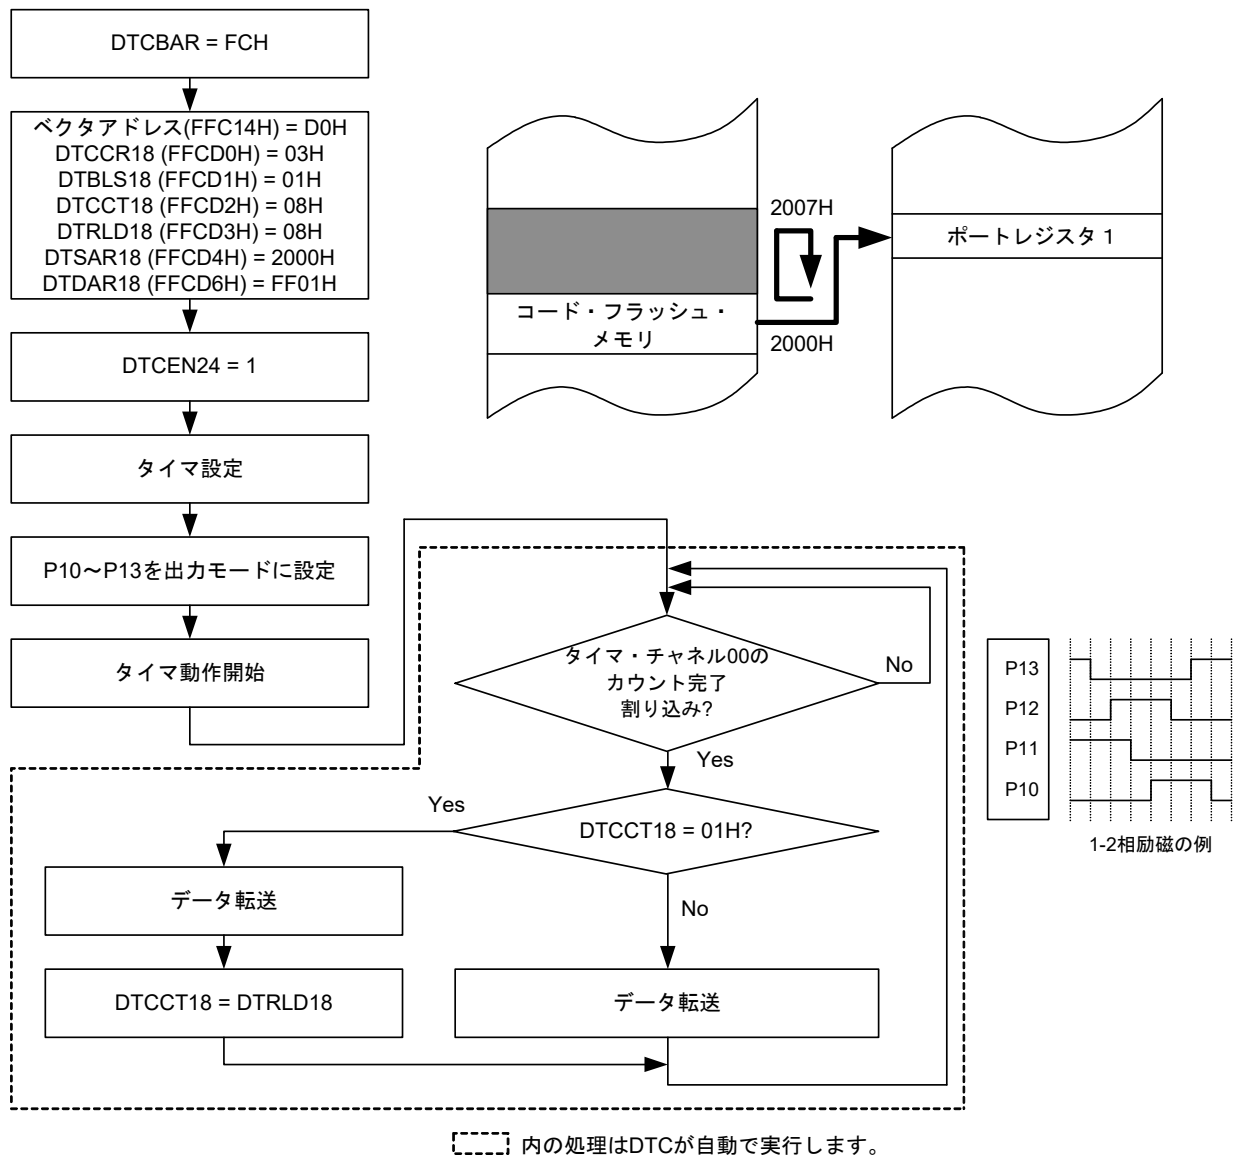 DTCBAR = FCH
ベクタアドレス(FFC14H) = D0H
DTCCR18 (FFCD0H) = 03H
DTBLS18 (FFCD1H) = 01H
DTCCT18 (FFCD2H) = 08H
DTRLD18 (FFCD3H) = 08H
DTSAR18 (FFCD4H) = 2000H
DTDAR18 (FFCD6H) = FF01H
DTCEN24 = 1
タイマ設定
P10～P13を出力モードに設定
タイマ動作開始
コード・フラッシュ・
メモリ
2007H
2000H
ポートレジスタ 1
タイマ・チャネル00の
カウント完了
割り込み?
No
Yes
DTCCT18 = 01H?
Yes
No
データ転送
DTCCT18 = DTRLD18
データ転送
P13
P12
P11
P10
1-2相励磁の例
内の処理はDTCが自動で実行します。